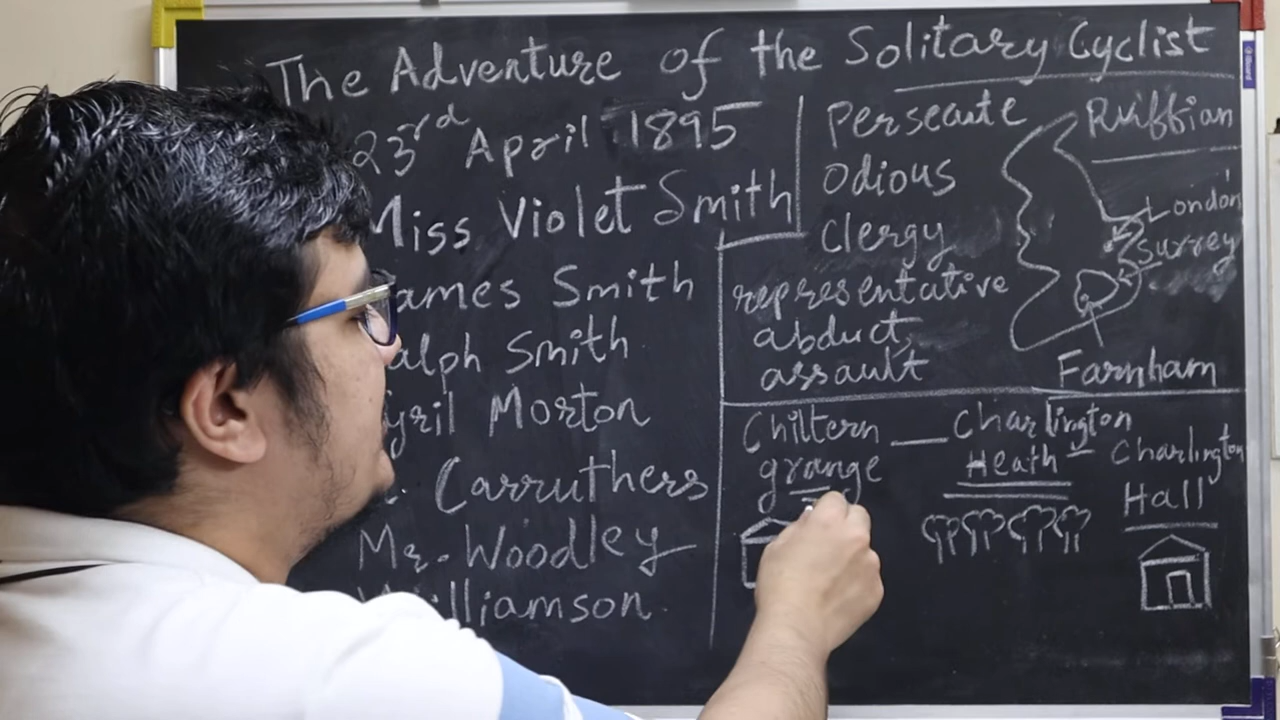 The Adventure of the Solitary Cyclist
23rd April 1895
Miss Violet Smith
ames Smith
alph Smith
yril Morton
Carruthers
Mr. Woodley
Williamson
Persecute
Odious
Clergy
representative
abduct,
assault
Ruffian
London
Surrey
Farnham
Chiltern
grange
Charlington
Heath
Charlington
Hall